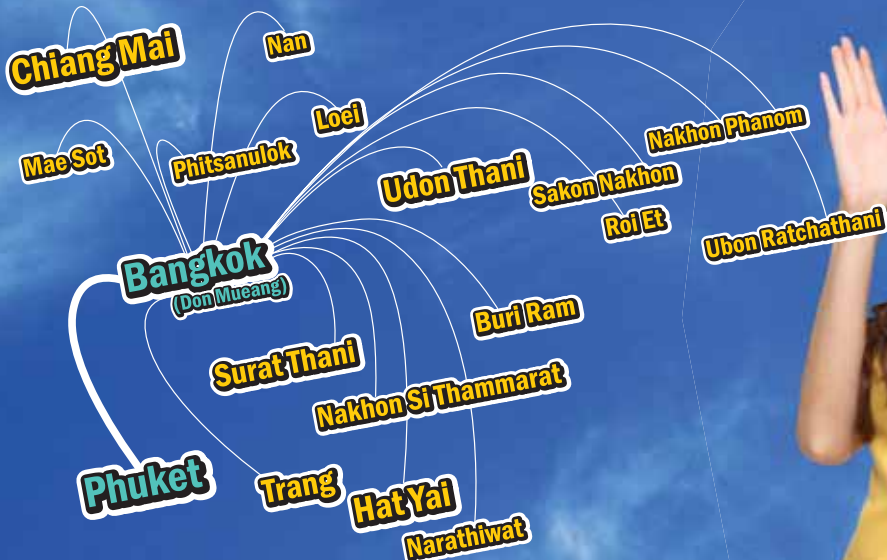 Chiang Mai
Nan
Loei
Mae Sot
Phitsanulok
Nakhon Phanom
Udon Thani
Sakon Nakhon
Roi Et
Ubon Ratchathani
Bangkok
(Don Mueang)
Buri Ram
Surat Thani
Nakhon Si Thammarat
Phuket
Trang
Hat Yai
Narathiwat